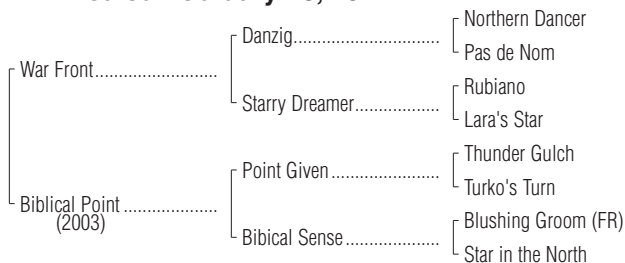 Northern Dancer
Danzig
Pas de Nom
War Front
Rubiano
Starry Dreamer
Lara's Star
Thunder Gulch
Point Given
Turko's Turn
Biblical Point
(2003)
Blushing Groom (FR)
Bibical Sense
Star in the North